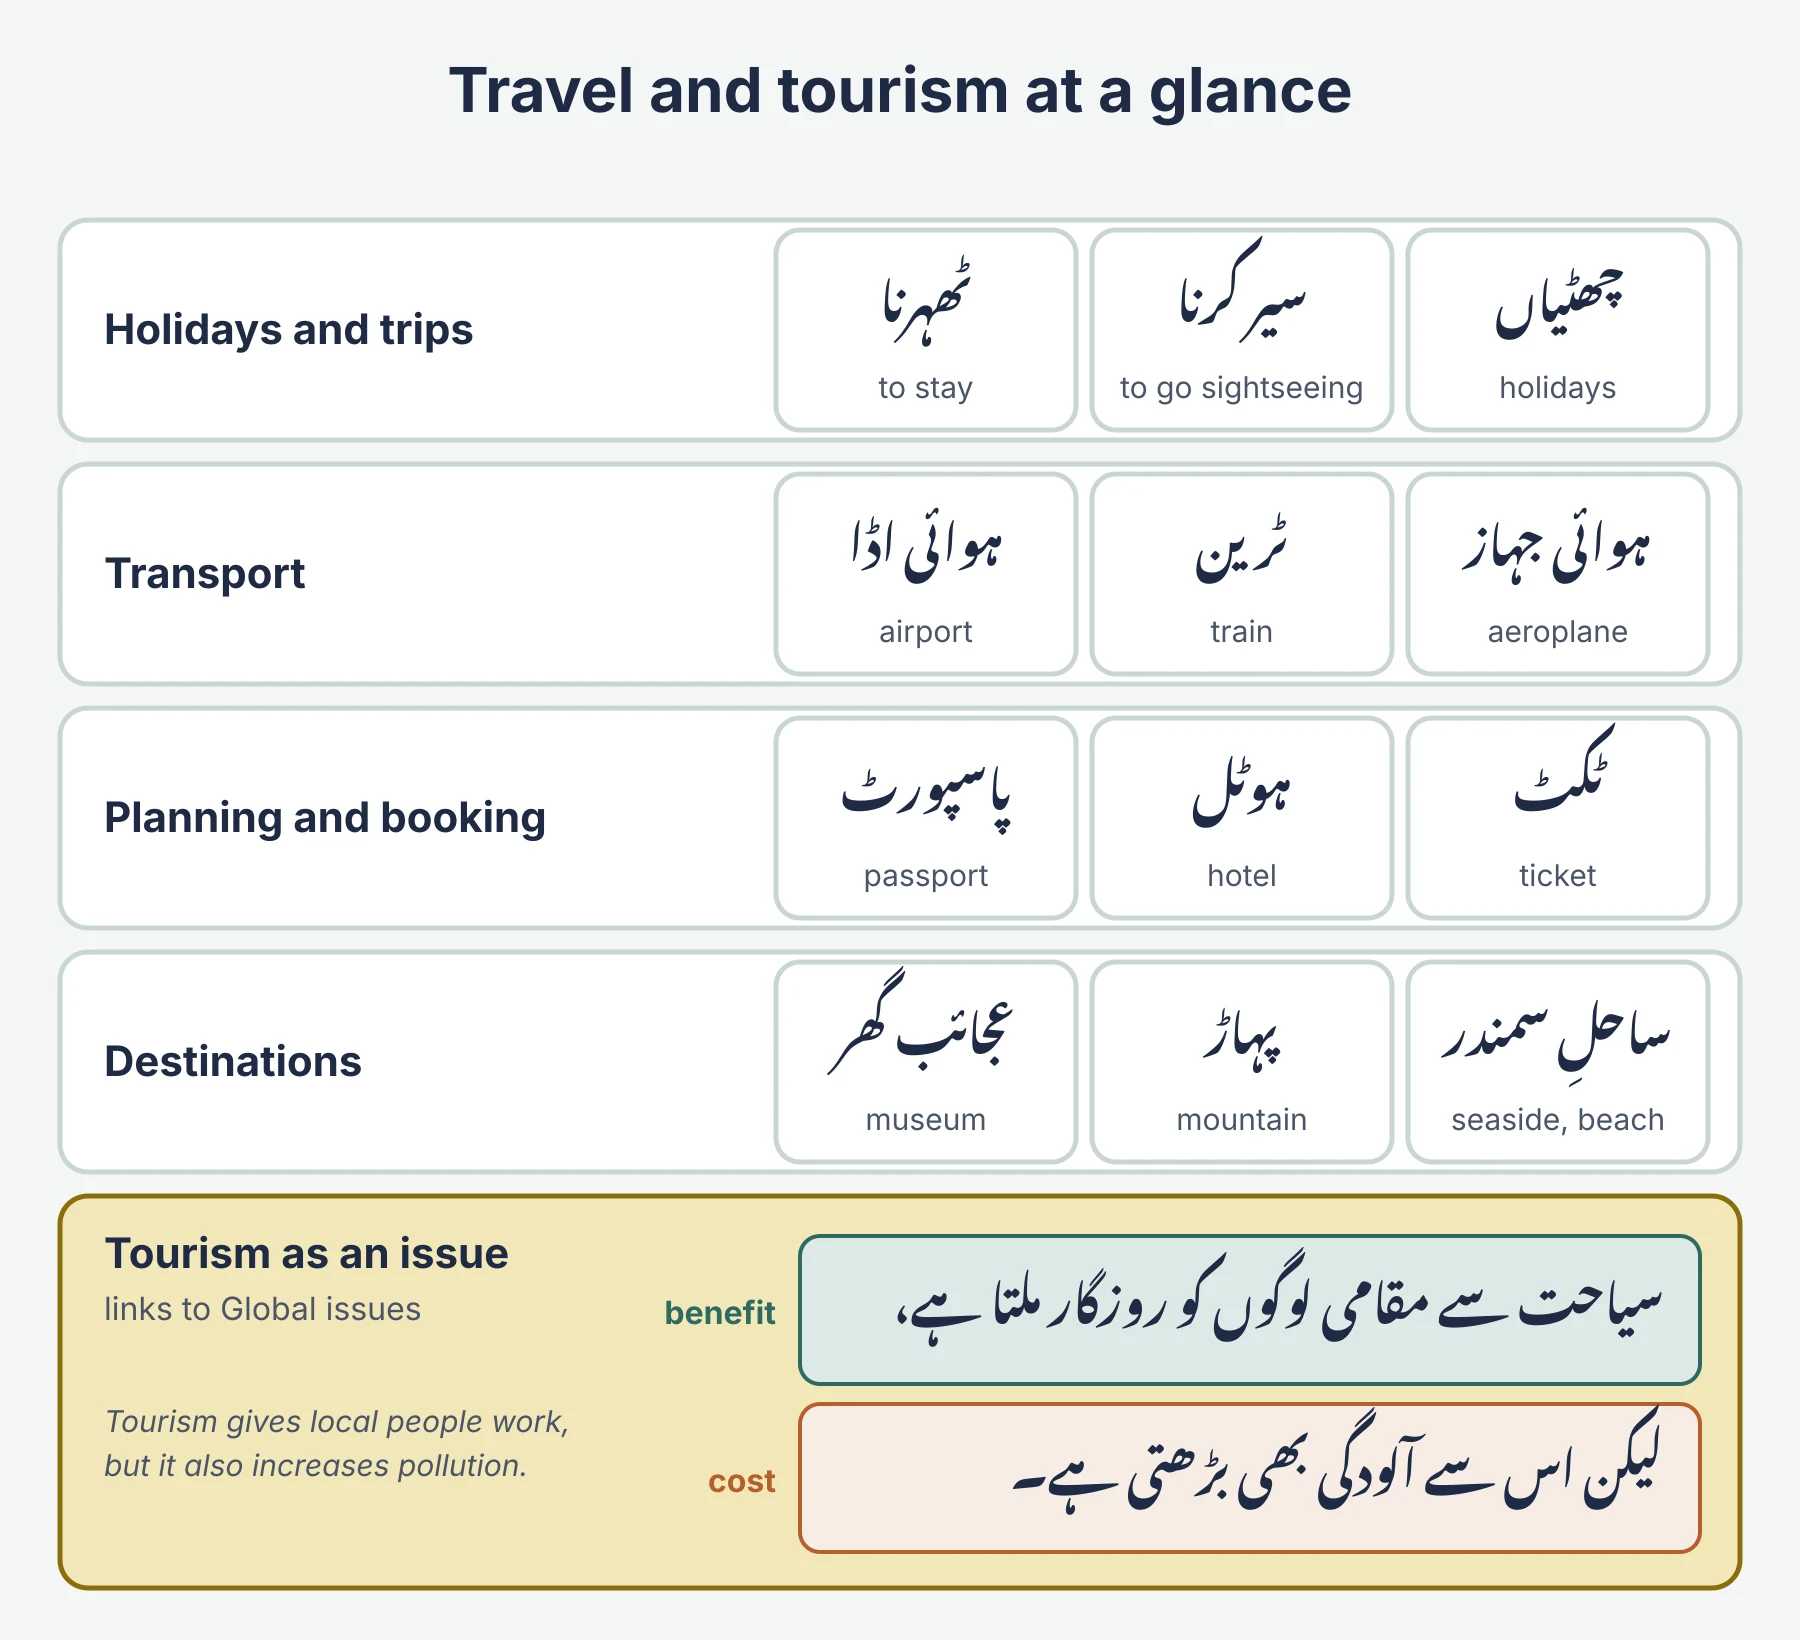 Travel and tourism at a glance
Holidays and trips
چھٹیاں
سیر کرنا
ٹھہرنا
holidays
to go sightseeing
to stay
Transport
ہوائی جہاز
ٹرین
ہوائی اڈا
aeroplane
train
airport
Planning and booking
ٹکٹ
ہوٹل
پاسپورٹ
ticket
hotel
passport
Destinations
ساحلِ سمندر
پہاڑ
عجائب گھر
seaside, beach
mountain
museum
Tourism as an issue
links to Global issues
benefit
سیاحت سے مقامی لوگوں کو روزگار ملتا ہے،
Tourism gives local people work,
but it also increases pollution.
cost
لیکن اس سے آلودگی بھی بڑھتی ہے۔